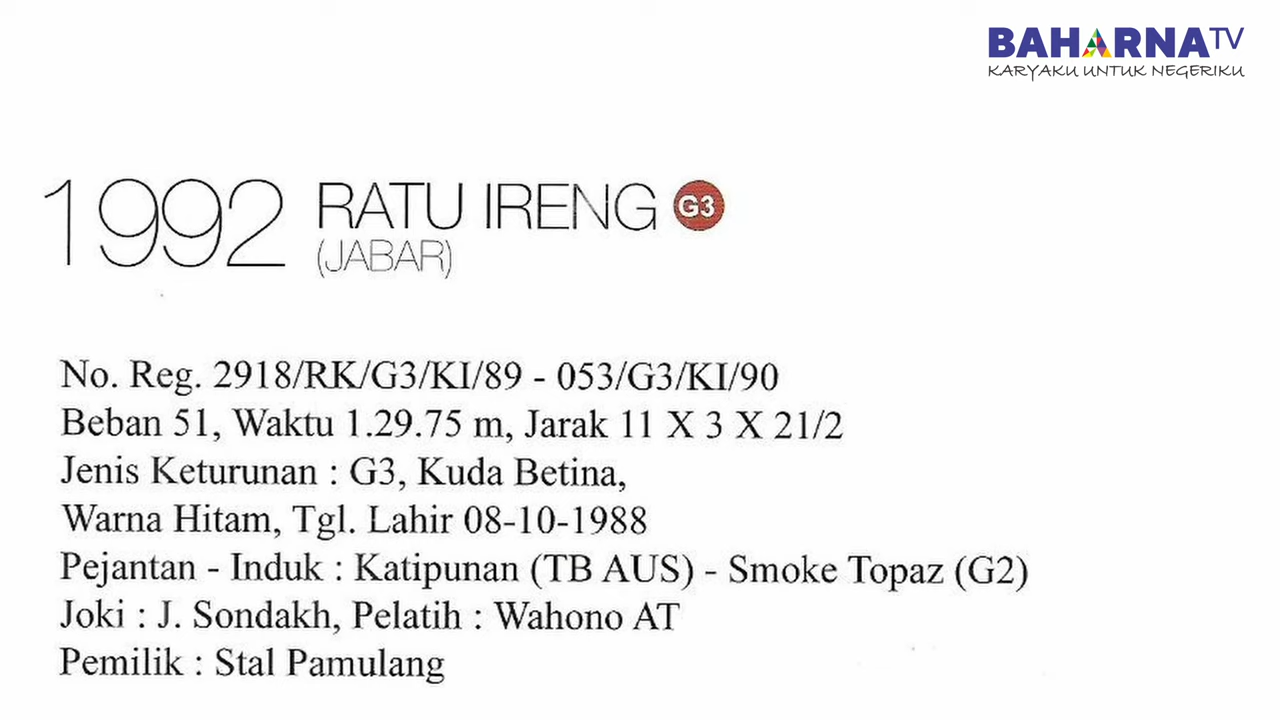 BAHARNATV
KARYAKU UNTUK NEGERIKU
1992 RATU IRENG G3
(JABAR)
No. Reg. 2918/RK/G3/KI/89 - 053/G3/KI/90
Beban 51, Waktu 1.29.75 m, Jarak 11 X 3 X 21/2
Jenis Keturunan : G3, Kuda Betina,
Warna Hitam, Tgl. Lahir 08-10-1988
Pejantan - Induk : Katipunan (TB AUS) - Smoke Topaz (G2)
Joki : J. Sondakh, Pelatih : Wahono AT
Pemilik : Stal Pamulang